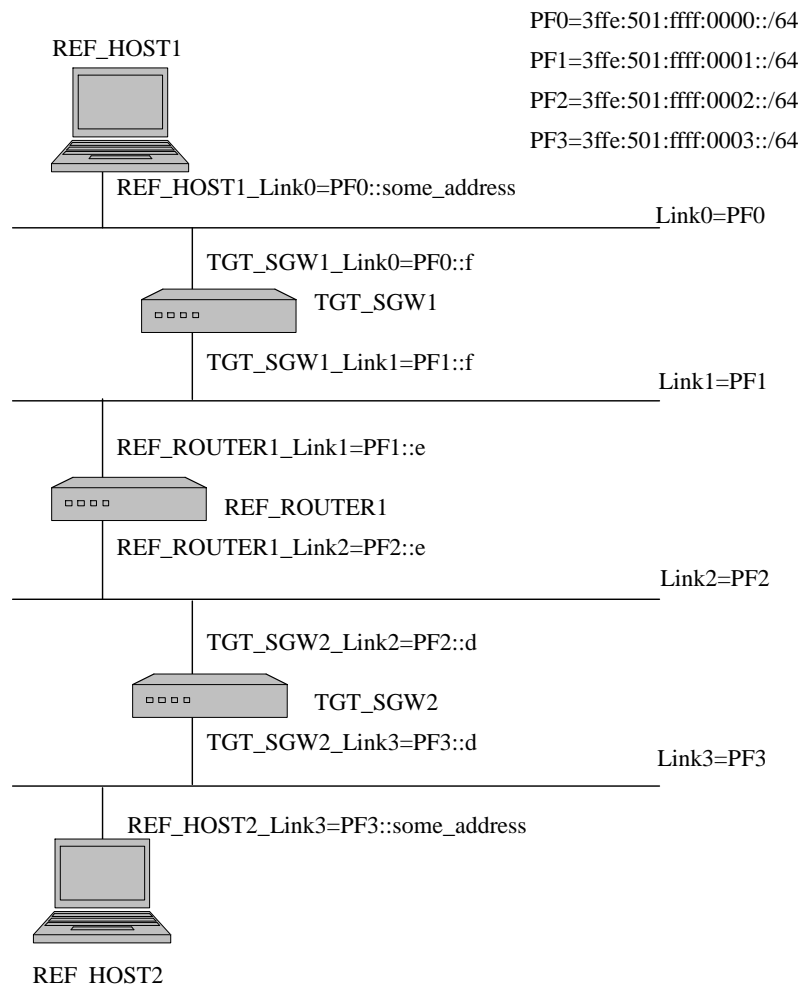 PF0=3ffe:501:ffff:0000::/64
REF_HOST1
PF1=3ffe:501:ffff:0001::/64
PF2=3ffe:501:ffff:0002::/64
PF3=3ffe:501:ffff:0003::/64
REF_HOST1_Link0=PF0::some_address
Link0=PF0
TGT_SGW1_Link0=PF0::f
TGT_SGW1
TGT_SGW1_Link1=PF1::f
Link1=PF1
REF_ROUTER1_Link1=PF1::e
REF_ROUTER1
REF_ROUTER1_Link2=PF2::e
Link2=PF2
TGT_SGW2_Link2=PF2::d
TGT_SGW2
TGT_SGW2_Link3=PF3::d
Link3=PF3
REF_HOST2_Link3=PF3::some_address
REF_HOST2